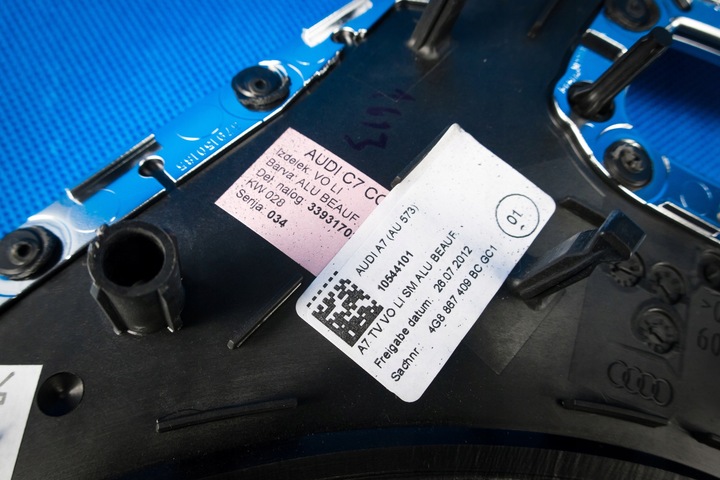 AUDI C7 CO
Izdelek: VO LI
Barva: ALU BEAUF
Del. nalog: 3393170
KW 028
Serija 034
01
AUDI A7 (AU 573)
10544101
A7 TV VO LI SM ALU BEAUF.
Freigabe datum: 26.07.2012
Sachnr.: 4G8 867 409 BC GC1